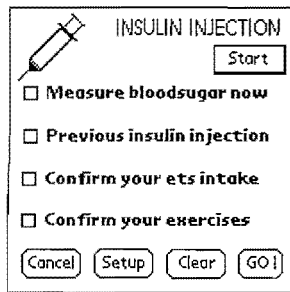 INSULIN INJECTION
Start
Measure bloodsugar now
Previous insulin injection
Confirm your ets intake
Confirm your exercises
Cancel Setup Clear GO!